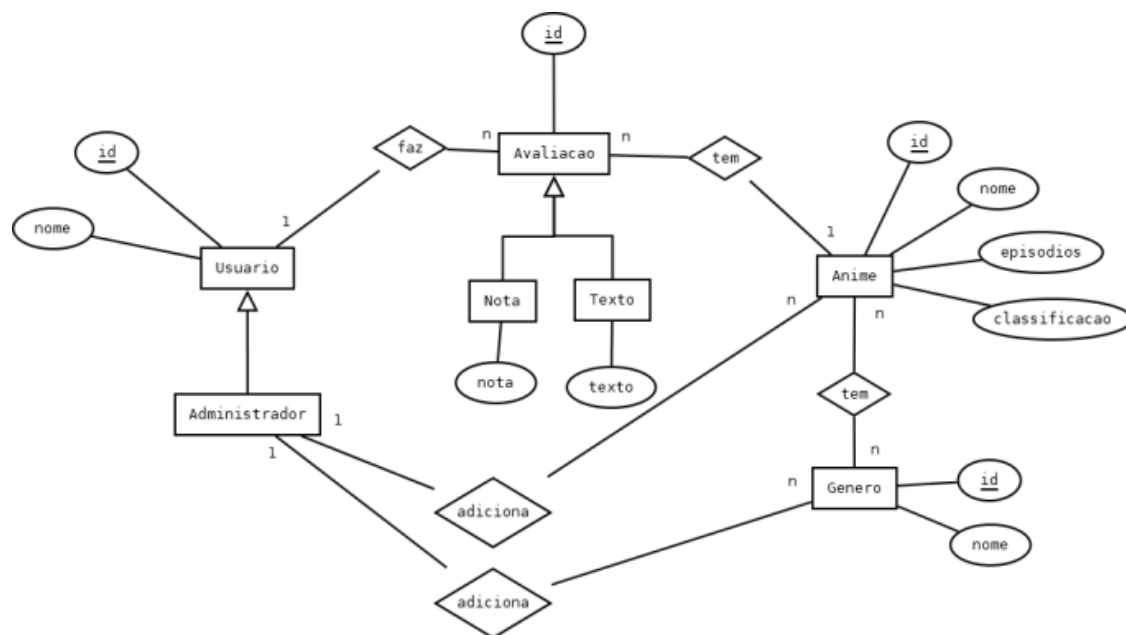 id
faz
n
Avaliacao
n
tem
id
id
nome
nome
1
1
Usuario
episodios
Anime
Nota
Texto
n
n
classificacao
nota
texto
tem
Administrador
1
1
n
n
Genero
id
adiciona
nome
adiciona